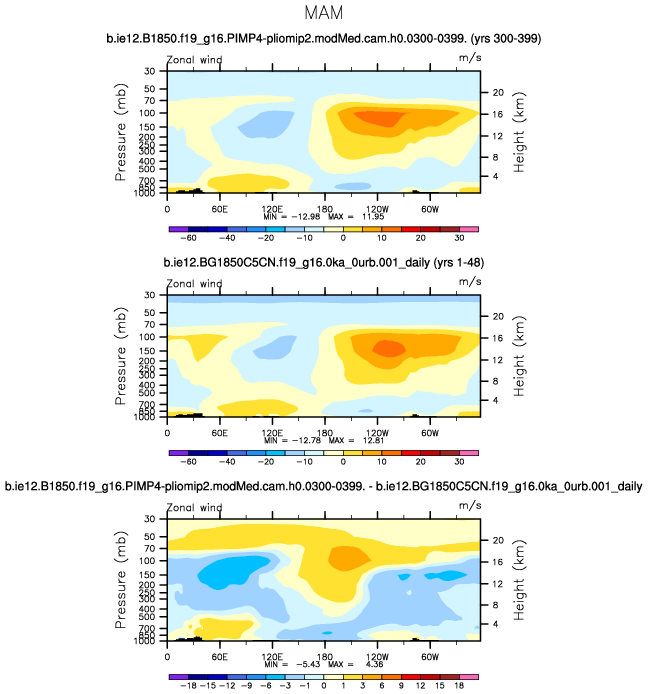 MAM
b.ie12.B1850.f19_g16.PIMP4-pliomip2.modMed.cam.h0.0300-0399. (yrs 300-399)
Zonal wind m/s
Pressure (mb)
30
50
70
100
150
200
250
300
400
500
700
850
1000
Height (km)
20
16
12
8
4
0 60E 120E 180 120W 60W
MIN = -12.98 MAX = 11.95
-60 -40 -20 -10 0 10 20 30
b.ie12.BG1850C5CN.f19_g16.0ka_0urb.001_daily (yrs 1-48)
Zonal wind m/s
Pressure (mb)
30
50
70
100
150
200
250
300
400
500
700
850
1000
Height (km)
20
16
12
8
4
0 60E 120E 180 120W 60W
MIN = -12.78 MAX = 12.81
-60 -40 -20 -10 0 10 20 30
b.ie12.B1850.f19_g16.PIMP4-pliomip2.modMed.cam.h0.0300-0399. - b.ie12.BG1850C5CN.f19_g16.0ka_0urb.001_daily
Zonal wind m/s
Pressure (mb)
30
50
70
100
150
200
250
300
400
500
700
850
1000
Height (km)
20
16
12
8
4
0 60E 120E 180 120W 60W
MIN = -5.43 MAX = 4.36
-18 -15 -12 -9 -6 -3 -1 0 1 3 6 9 12 15 18